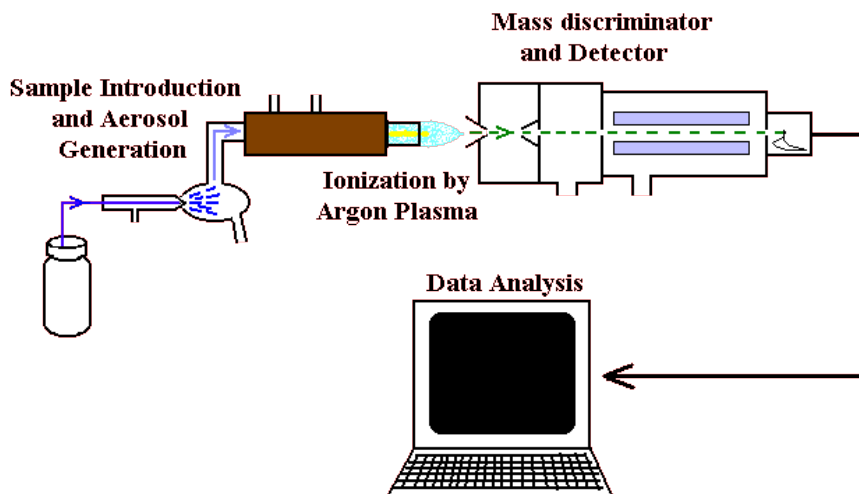 Mass discriminator
and Detector
Sample Introduction
and Aerosol
Generation
Ionization by
Argon Plasma
Data Analysis